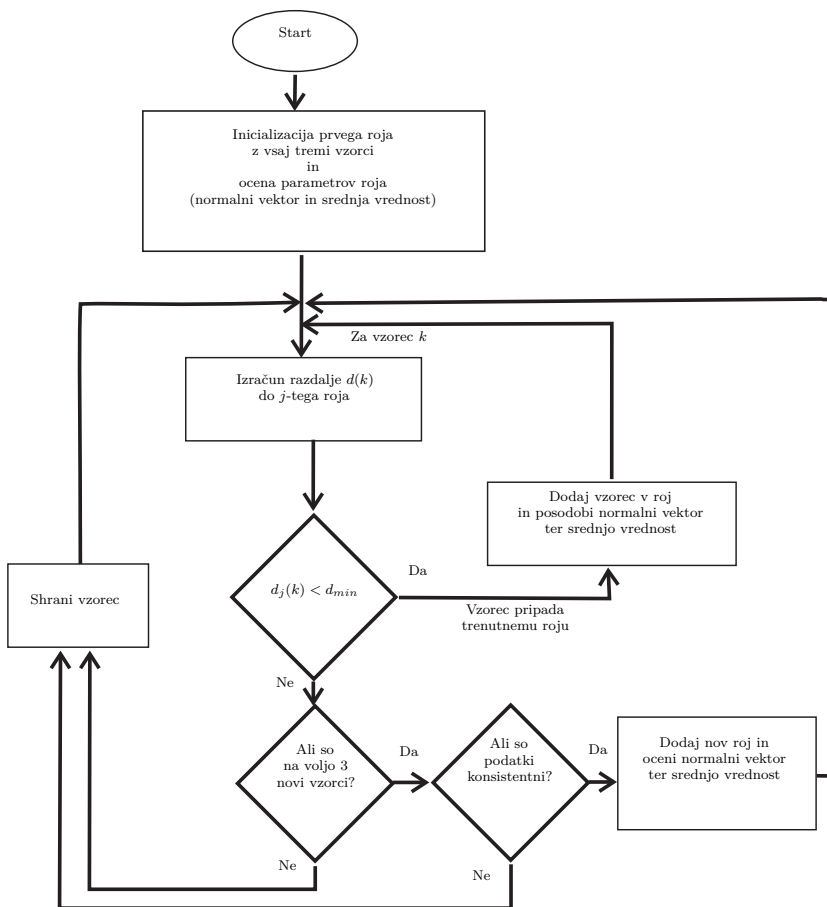 Start
Inicializacija prvega roja
z vsaj tremi vzorci
in
ocena parametrov roja
(normalni vektor in srednja vrednost)
Za vzorec k
Izračun razdalje d(k)
do j-tega roja
Dodaj vzorec v roj
in posodobi normalni vektor
ter srednjo vrednost
Da
d_j(k) < d_{min}
Shrani vzorec
Vzorec pripada
trenutnemu roju
Ne
Ali so
na voljo 3
novi vzorci?
Da
Ali so
podatki
konsistentni?
Da
Dodaj nov roj in
oceni normalni vektor
ter srednjo vrednost
Ne
Ne